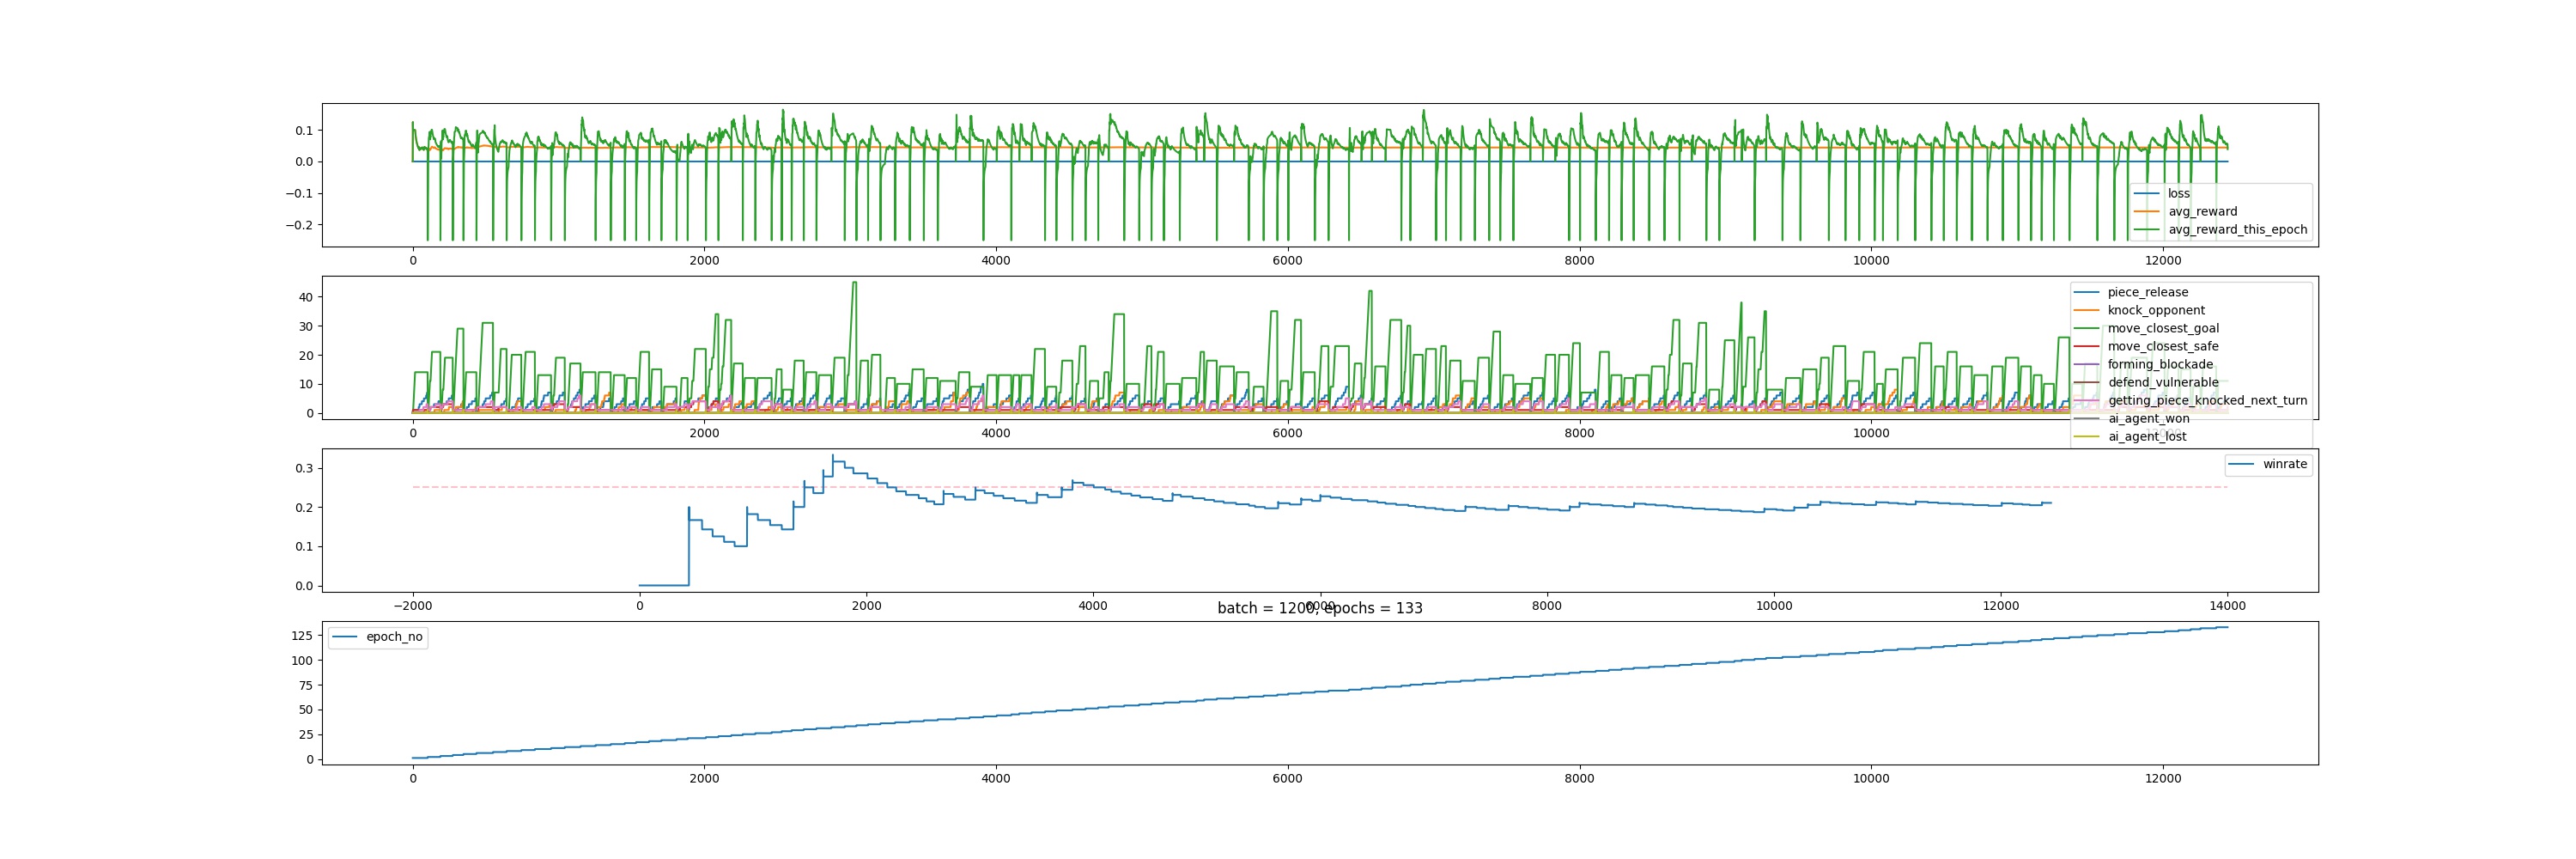 0.1
0.0
−0.1
−0.2
loss
avg_reward
avg_reward_this_epoch
0 2000 4000 6000 8000 10000 12000
40
30
20
10
0
piece_release
knock_opponent
move_closest_goal
move_closest_safe
forming_blockade
defend_vulnerable
getting_piece_knocked_next_turn
ai_agent_won
ai_agent_lost
0 2000 4000 6000 8000 10000 12000
0.3
0.2
0.1
0.0
winrate
−2000 0 2000 4000 6000 8000 10000 12000 14000
batch = 1200, epochs = 133
125
100
75
50
25
0
epoch_no
0 2000 4000 6000 8000 10000 12000